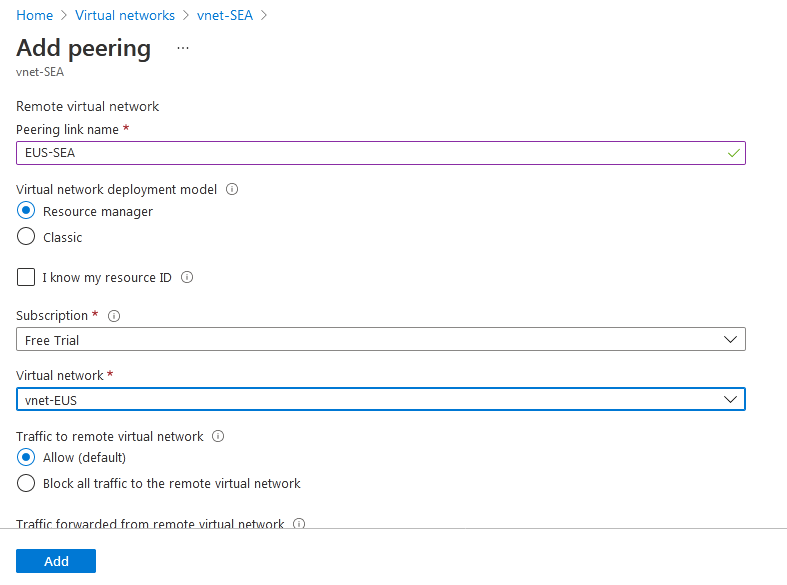 Home > Virtual networks > vnet-SEA >
Add peering ...
vnet-SEA
Remote virtual network
Peering link name *
EUS-SEA
Virtual network deployment model
Resource manager
Classic
I know my resource ID
Subscription *
Free Trial
Virtual network *
vnet-EUS
Traffic to remote virtual network
Allow (default)
Block all traffic to the remote virtual network
Traffic forwarded from remote virtual network
Add